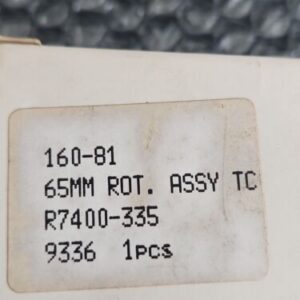 160-81
65MM ROT. ASSY TC
R7400-335
9336 1pcs